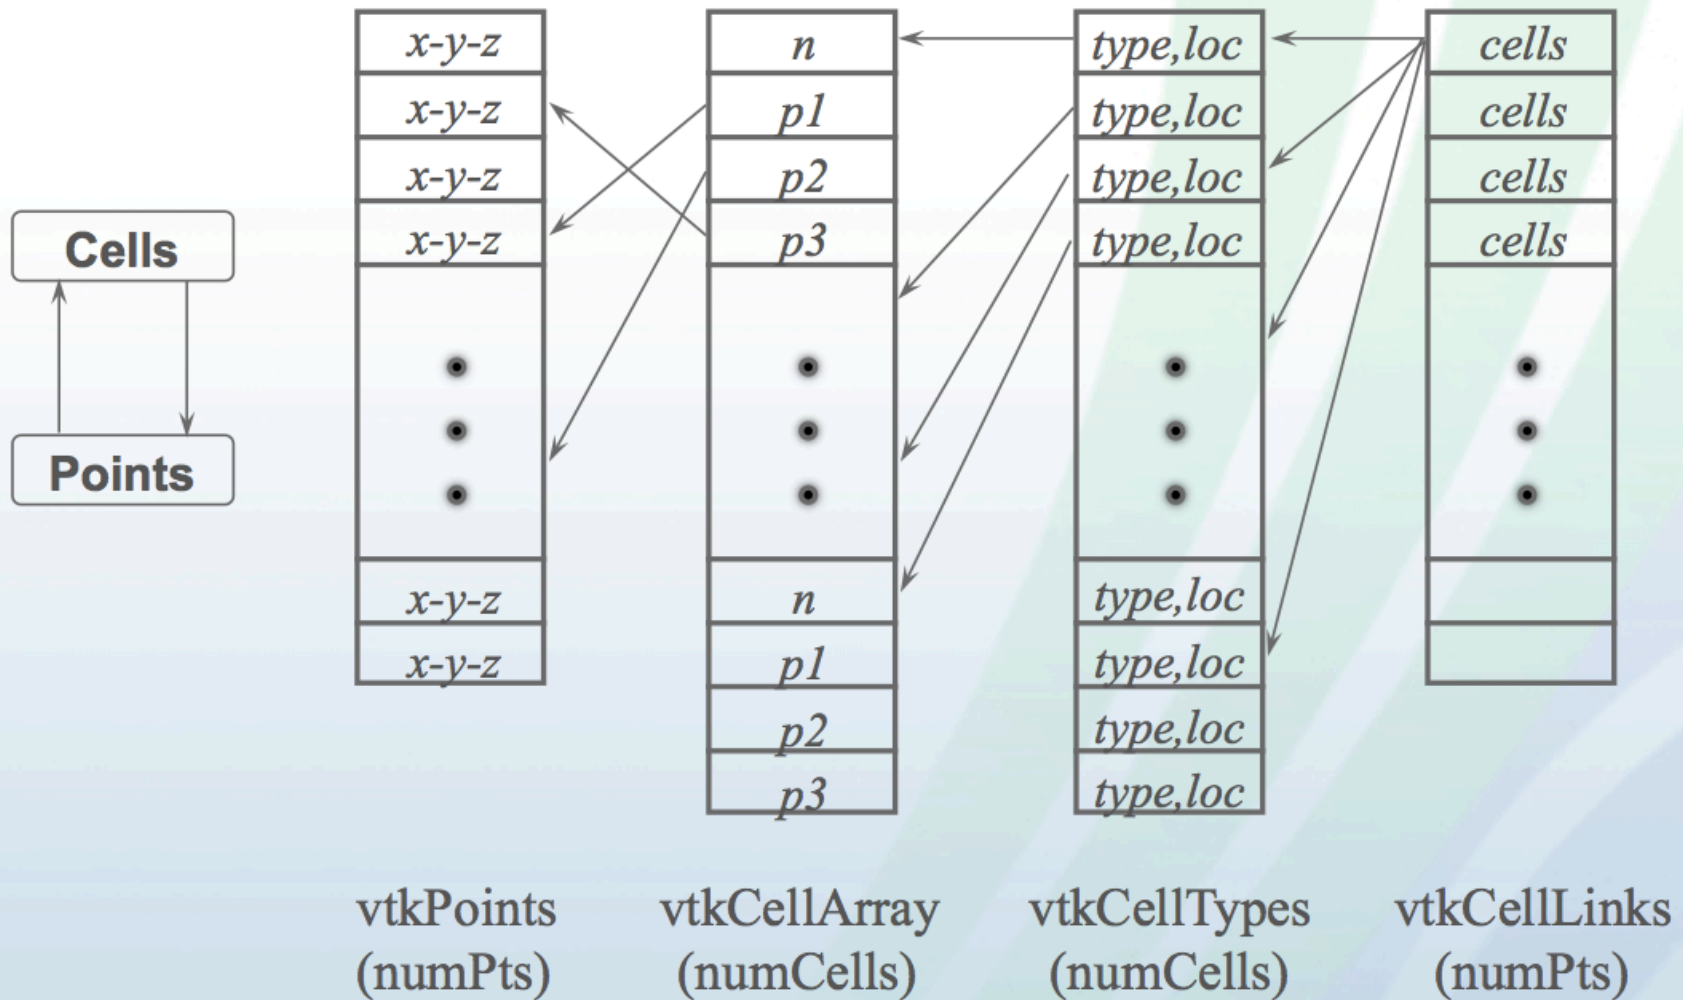 x-y-z n type,loc cells
x-y-z p1 type,loc cells
x-y-z p2 type,loc cells
x-y-z p3 type,loc cells
Cells
Points
x-y-z n type,loc
x-y-z p1 type,loc
p2 type,loc
p3 type,loc
vtkPoints vtkCellArray vtkCellTypes vtkCellLinks
(numPts) (numCells) (numCells) (numPts)